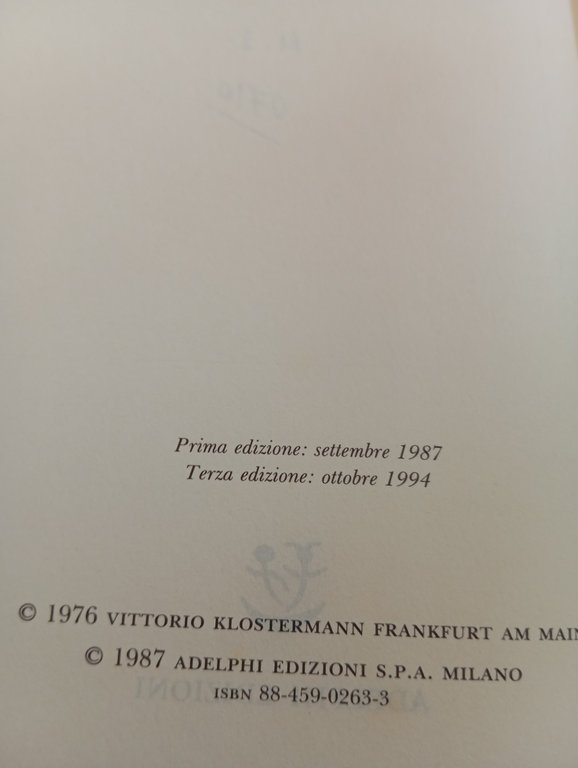 Prima edizione: settembre 1987
Terza edizione: ottobre 1994
© 1976 VITTORIO KLOSTERMANN FRANKFURT AM MAIN
© 1987 ADELPHI EDIZIONI S.P.A. MILANO
ISBN 88-459-0263-3